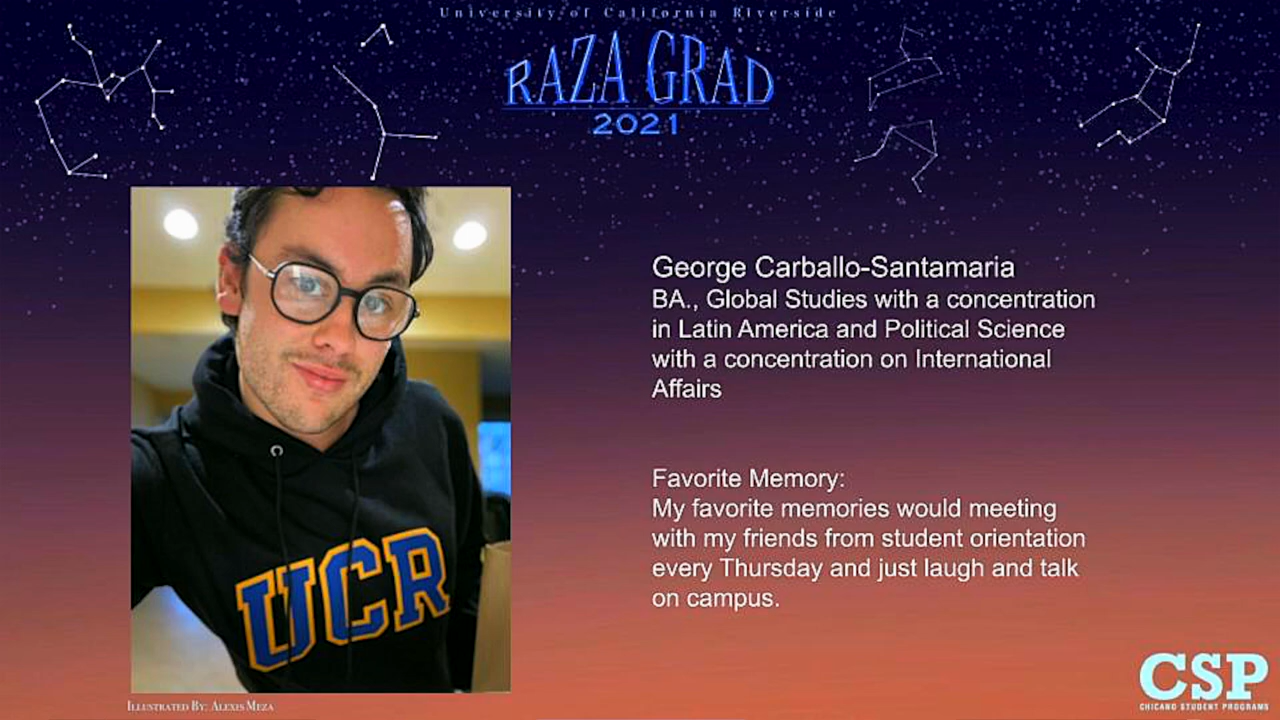 University of California Riverside
RAZA GRAD
2021
George Carballo-Santamaria
BA., Global Studies with a concentration
in Latin America and Political Science
with a concentration on International
Affairs
Favorite Memory:
My favorite memories would meeting
with my friends from student orientation
every Thursday and just laugh and talk
on campus.
UCR
Illustrated By: Alexis Meza
CSP
CHICANO STUDENT PROGRAMS